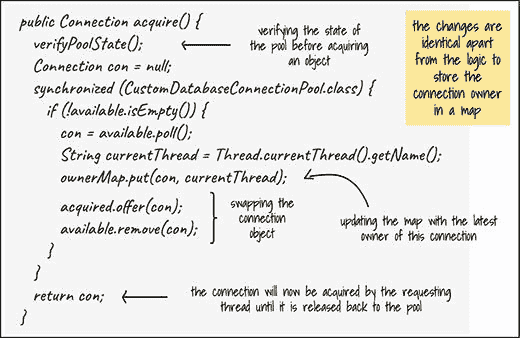 public Connection acquire() {
verifyPoolState();
verifying the state
of the pool before acquiring
an object
Connection con = null;
synchronized (CustomDatabaseConnectionPool.class) {
if (!available.isEmpty()) {
con = available.poll();
String currentThread = Thread.currentThread().getName();
ownerMap.put(con, currentThread);
acquired.offer(con);
available.remove(con);
swapping the
connection
object
updating the map with the latest
owner of this connection
}
}
return con;
the connection will now be acquired by the requesting
thread until it is released back to the pool
}
the changes are
identical apart
from the logic to
store the
connection owner
in a map